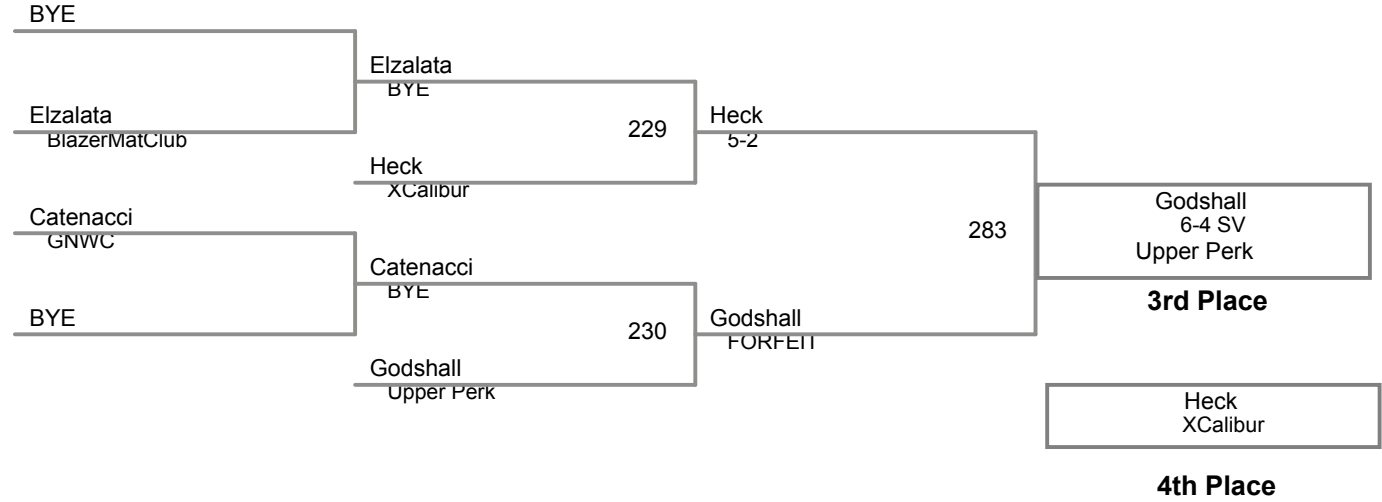 BYE
Elzalata
BYE
Elzalata
BlazerMatClub
229
Heck
5-2
Heck
XCalibur
Catenacci
GNWC
283
Godshall
6-4 SV
Upper Perk
3rd Place
Catenacci
BYE
BYE
230
Godshall
FORFEIT
Godshall
Upper Perk
Heck
XCalibur
4th Place